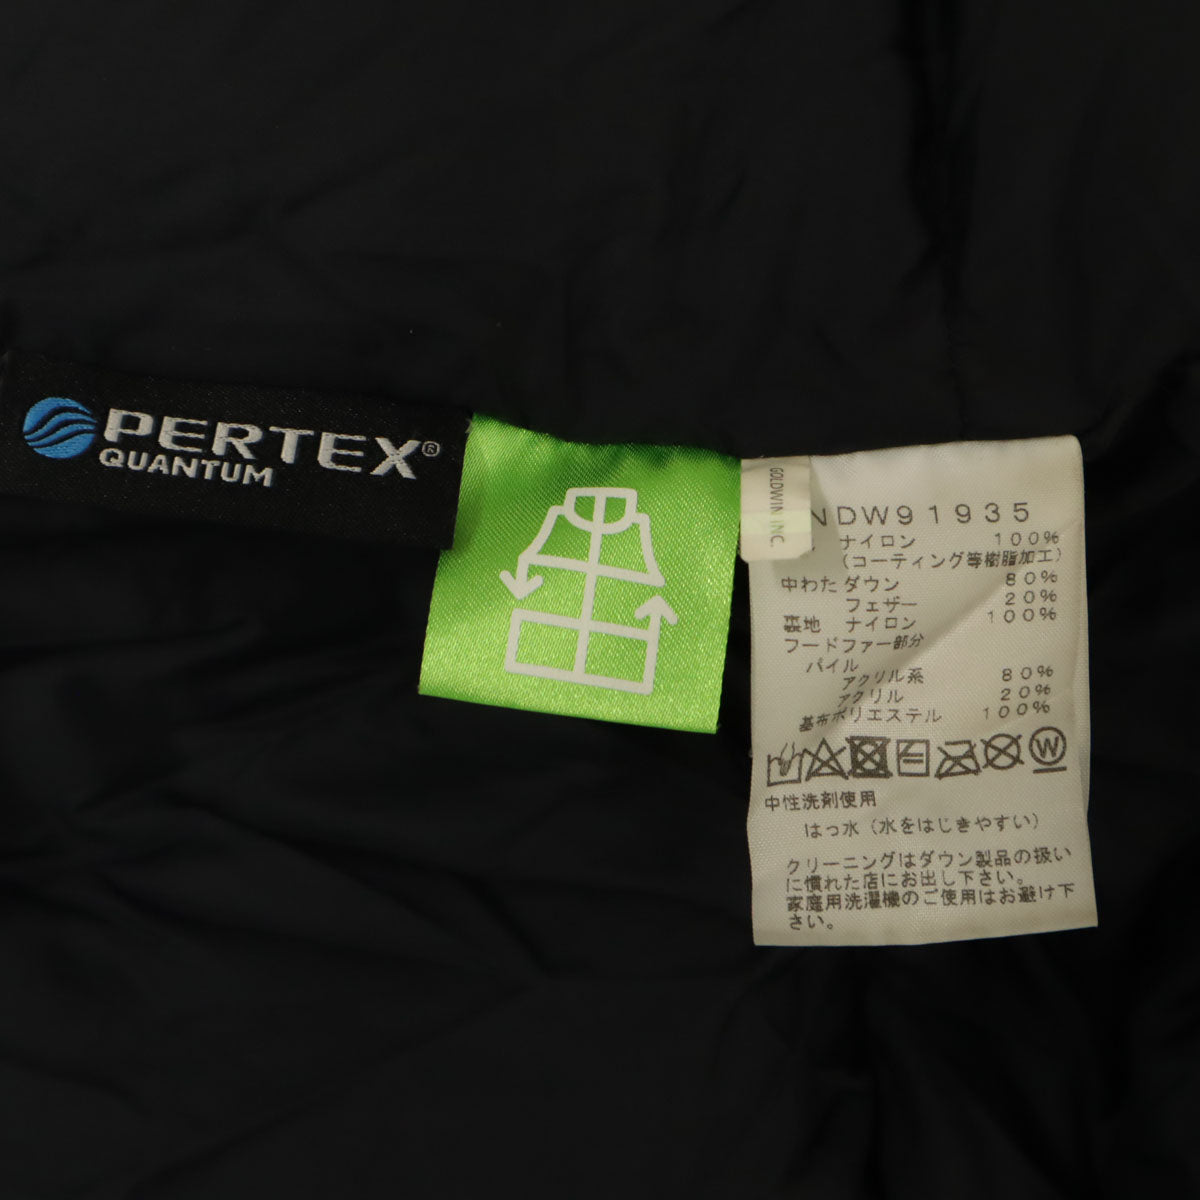 PERTEX®
QUANTUM
GOLDWIN INC.
NDW91935
ナイロン 100%
(コーティング等樹脂加工)
中わた ダウン 80%
フェザー 20%
裏地 ナイロン 100%
フードファー部分
パイル
アクリル系 80%
アクリル 20%
基布ポリエステル 100%
W
中性洗剤使用
はっ水(水をはじきやすい)
クリーニングはダウン製品の扱い
に慣れた店にお出し下さい。
家庭用洗濯機のご使用はお避け下
さい。